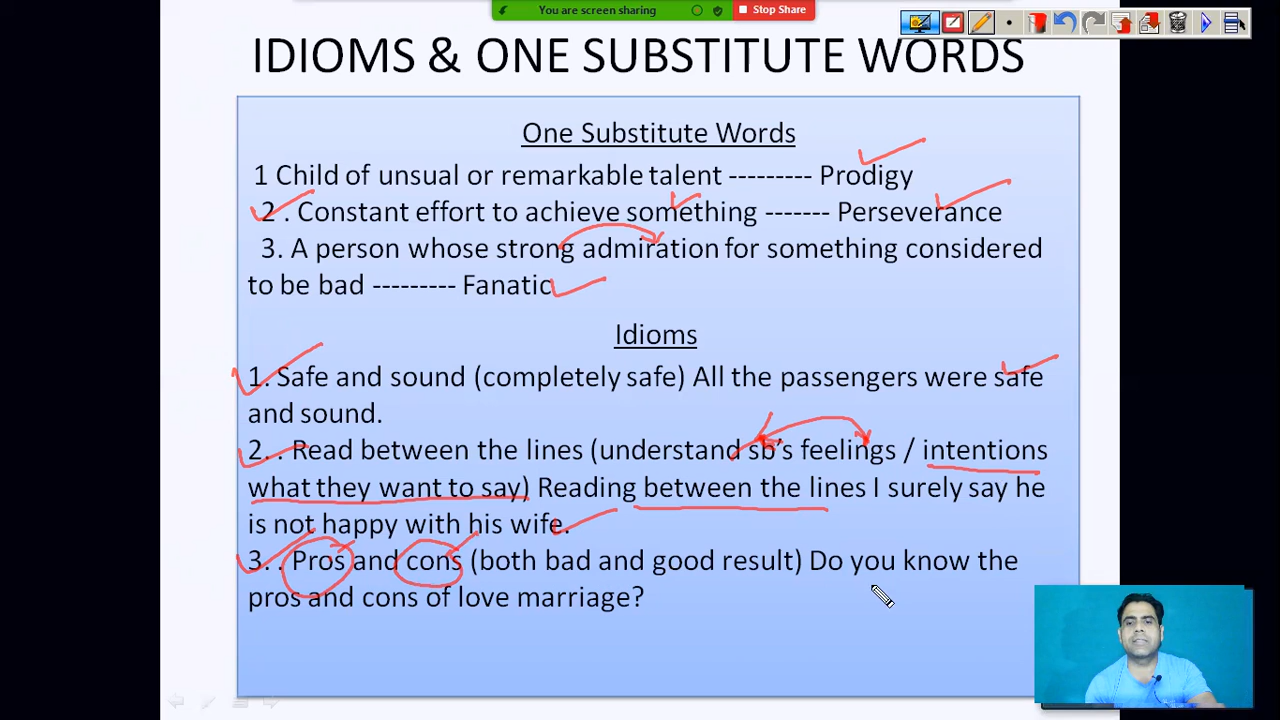 You are screen sharing
Stop Share
IDIOMS & ONE SUBSTITUTE WORDS
One Substitute Words
1 Child of unsual or remarkable talent --------- Prodigy
2 . Constant effort to achieve something ------- Perseverance
3. A person whose strong admiration for something considered
to be bad --------- Fanatic
Idioms
1. Safe and sound (completely safe) All the passengers were safe
and sound.
2. . Read between the lines (understand sb's feelings / intentions
what they want to say) Reading between the lines I surely say he
is not happy with his wife.
3. . Pros and cons (both bad and good result) Do you know the
pros and cons of love marriage?